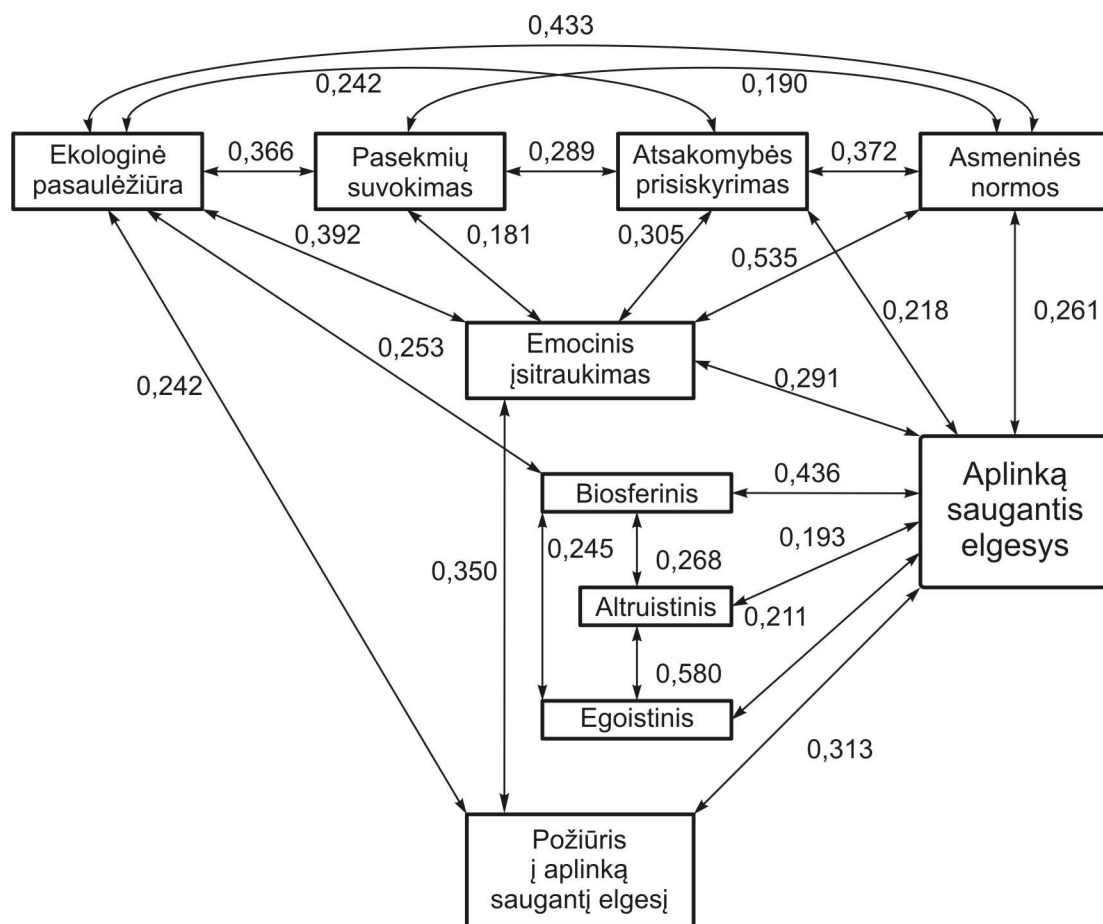 0,433
0,242
0,190
Ekologinė
pasaulėžiūra
0,366
Pasekmių
suvokimas
0,289
Atsakomybės
prisiskyrimas
0,372
Asmeninės
normos
0,392
0,181
0,305
0,535
0,218
0,261
0,253
0,242
Emocinis
įsitraukimas
0,291
Biosferinis
0,436
Aplinką
saugantis
elgesys
0,245
0,193
0,350
0,268
Altruistinis
0,211
0,580
Egoistinis
0,313
Požiūris
į aplinką
saugantį elgesį